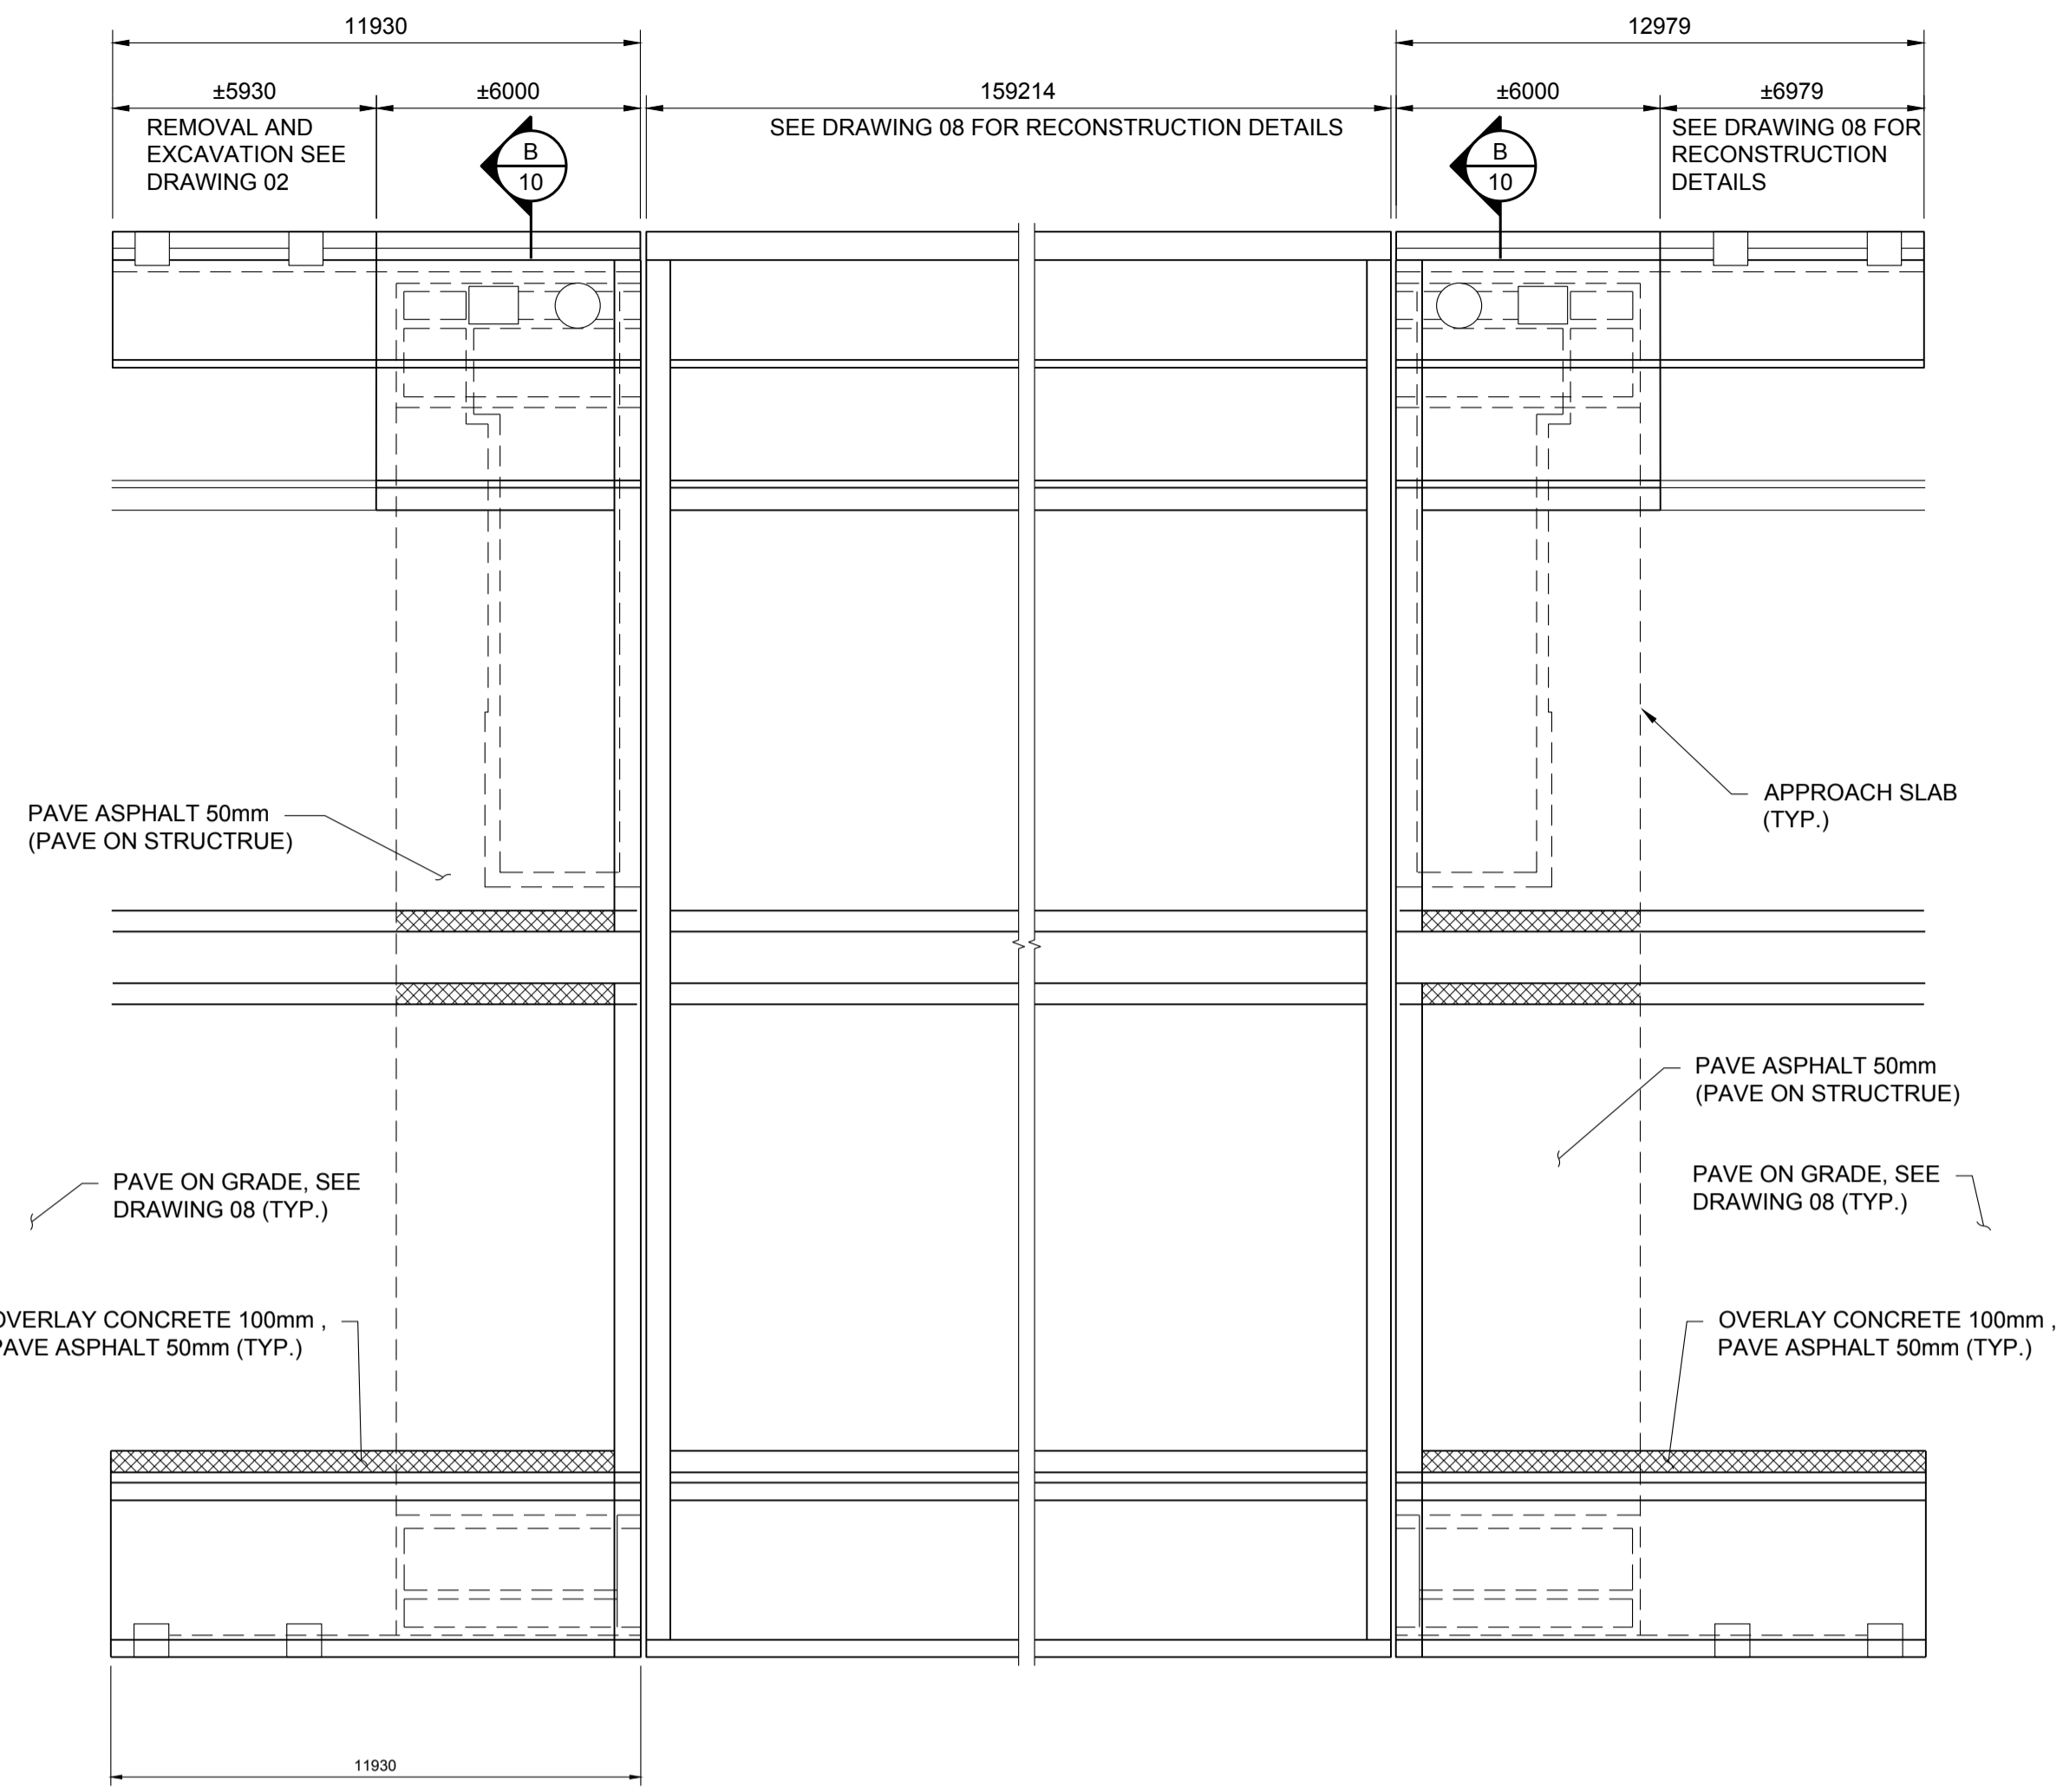 11930
12979
±5930
±6000
159214
±6000
±6979
REMOVAL AND
EXCAVATION SEE
DRAWING 02
B
10
SEE DRAWING 08 FOR RECONSTRUCTION DETAILS
B
10
SEE DRAWING 08 FOR
RECONSTRUCTION
DETAILS
PAVE ASPHALT 50mm
(PAVE ON STRUCTRUE)
APPROACH SLAB
(TYP.)
PAVE ASPHALT 50mm
(PAVE ON STRUCTRUE)
PAVE ON GRADE, SEE
DRAWING 08 (TYP.)
PAVE ON GRADE, SEE
DRAWING 08 (TYP.)
OVERLAY CONCRETE 100mm ,
PAVE ASPHALT 50mm (TYP.)
OVERLAY CONCRETE 100mm ,
PAVE ASPHALT 50mm (TYP.)
11930